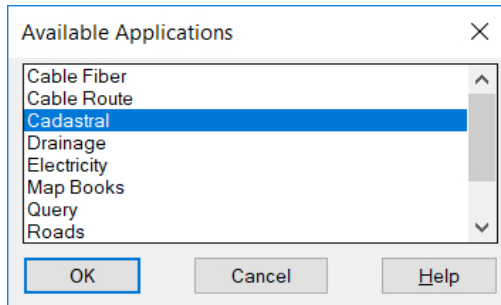 Available Applications
Cable Fiber
Cable Route
Cadastral
Drainage
Electricity
Map Books
Query
Roads
OK Cancel Help